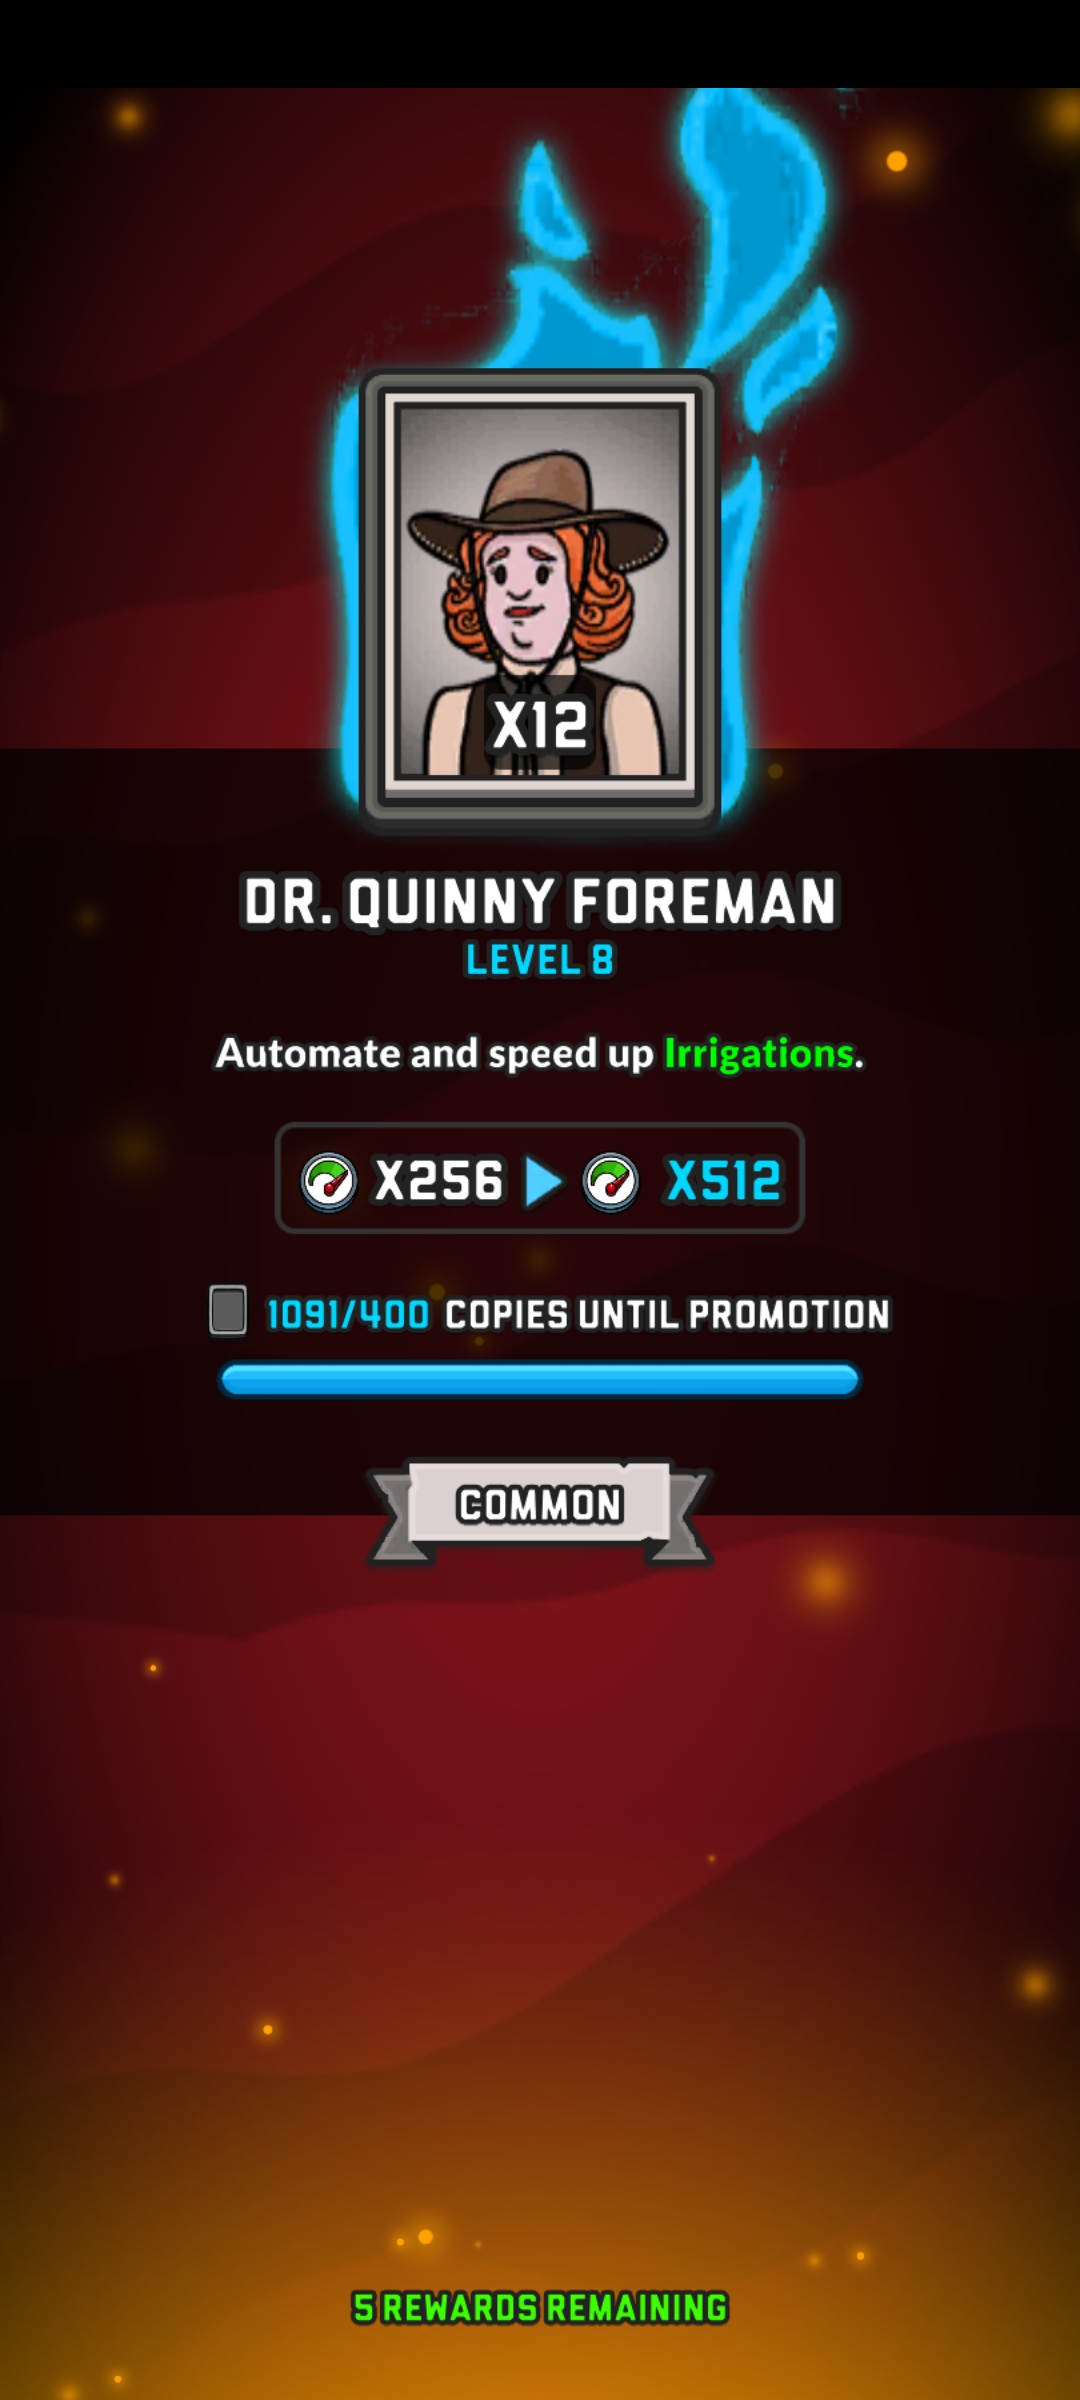 X12
DR. QUINNY FOREMAN
LEVEL 8
Automate and speed up Irrigations.
X256 X512
1091/400 COPIES UNTIL PROMOTION
COMMON
5 REWARDS REMAINING